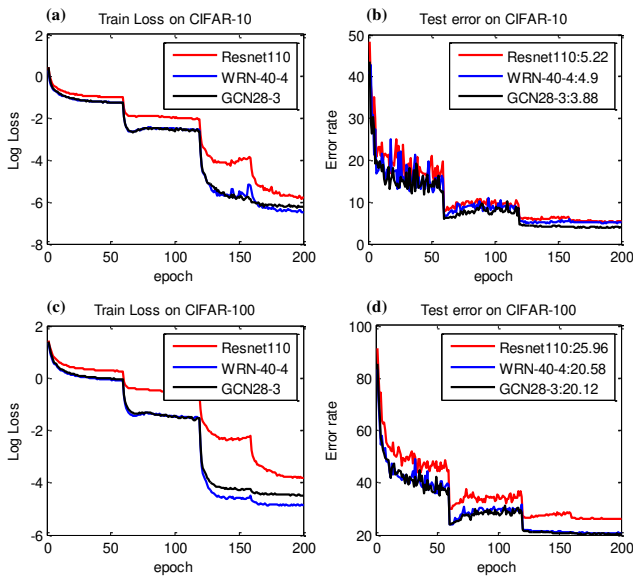 (a) Train Loss on CIFAR-10
2
0
-2
-4
-6
-8
Log Loss
Resnet110
WRN-40-4
GCN28-3
0 50 100 150 200
epoch
(b) Test error on CIFAR-10
50
40
30
20
10
0
Error rate
Resnet110:5.22
WRN-40-4:4.9
GCN28-3:3.88
0 50 100 150 200
epoch
(c) Train Loss on CIFAR-100
2
0
-2
-4
-6
Log Loss
Resnet110
WRN-40-4
GCN28-3
0 50 100 150 200
epoch
(d) Test error on CIFAR-100
100
80
60
40
20
Error rate
Resnet110:25.96
WRN-40-4:20.58
GCN28-3:20.12
0 50 100 150 200
epoch